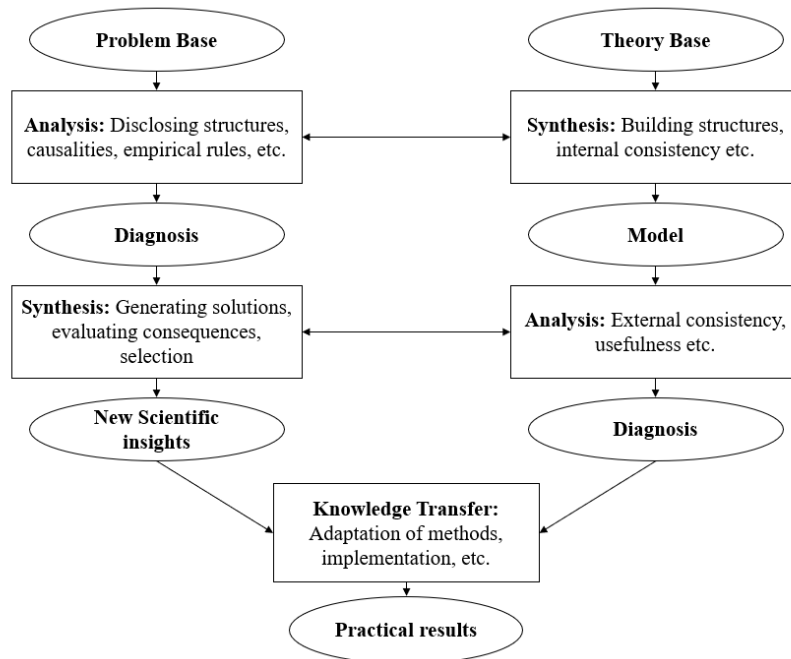 Problem Base
Theory Base
Analysis: Disclosing structures,
causalities, empirical rules, etc.
Synthesis: Building structures,
internal consistency etc.
Diagnosis
Model
Synthesis: Generating solutions,
evaluating consequences,
selection
Analysis: External consistency,
usefulness etc.
New Scientific
insights
Diagnosis
Knowledge Transfer:
Adaptation of methods,
implementation, etc.
Practical results